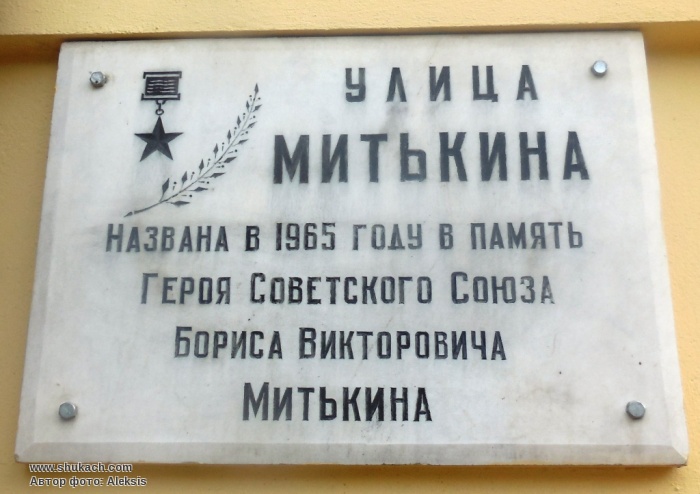 УЛИЦА
МИТЬКИНА
НАЗВАНА В 1965 ГОДУ В ПАМЯТЬ
ГЕРОЯ СОВЕТСКОГО СОЮЗА
БОРИСА ВИКТОРОВИЧА
МИТЬКИНА
www.shukach.com
Автор фото: Aleksis